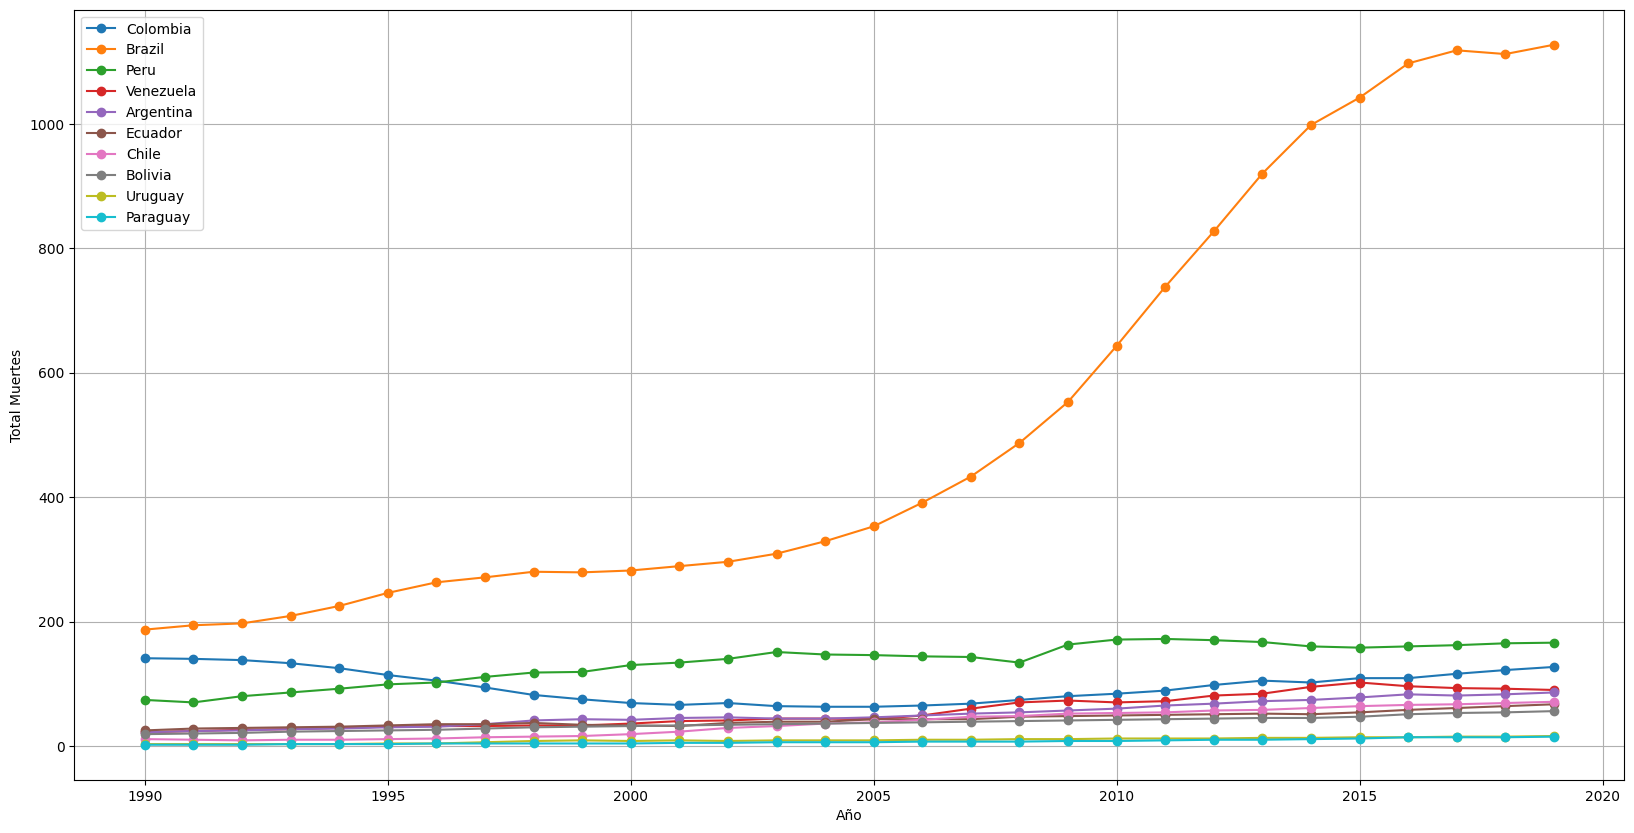 Colombia
Brazil
Peru
Venezuela
Argentina
Ecuador
Chile
Bolivia
Uruguay
Paraguay
1000
800
600
400
200
0
Total Muertes
1990 1995 2000 2005 2010 2015 2020
Año